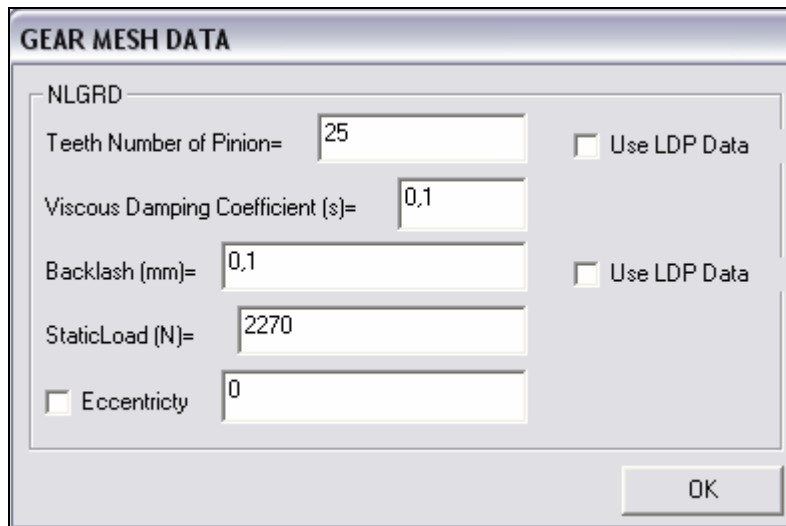 GEAR MESH DATA
NLGRD
Teeth Number of Pinion= 25 Use LDP Data
Viscous Damping Coefficient (s)= 0,1
Backlash (mm)= 0,1 Use LDP Data
StaticLoad (N)= 2270
Eccentricty 0
OK